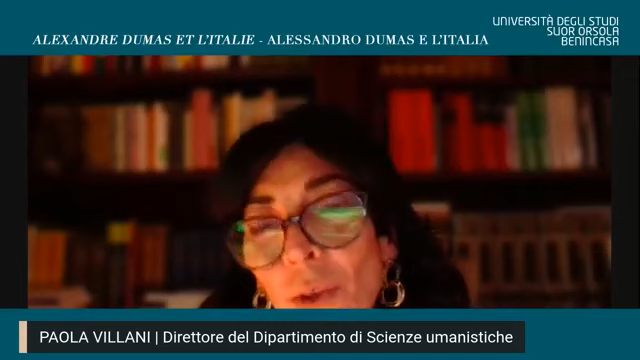 ALEXANDRE DUMAS ET L'ITALIE - ALESSANDRO DUMAS E L'ITALIA
UNIVERSITÀ DEGLI STUDI
SUOR ORSOLA
BENINCASA
PAOLA VILLANI | Direttore del Dipartimento di Scienze umanistiche